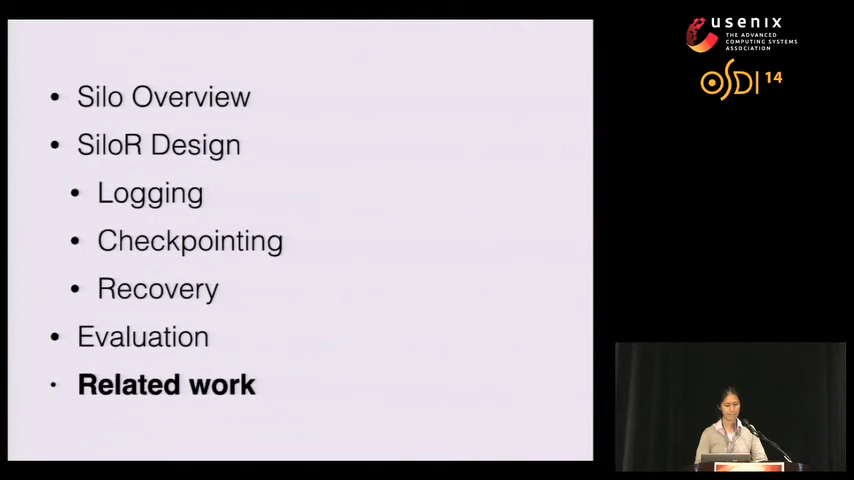 • Silo Overview
• SiloR Design
• Logging
• Checkpointing
• Recovery
• Evaluation
• Related work
usenix
THE ADVANCED
COMPUTING SYSTEMS
ASSOCIATION
OSDI 14